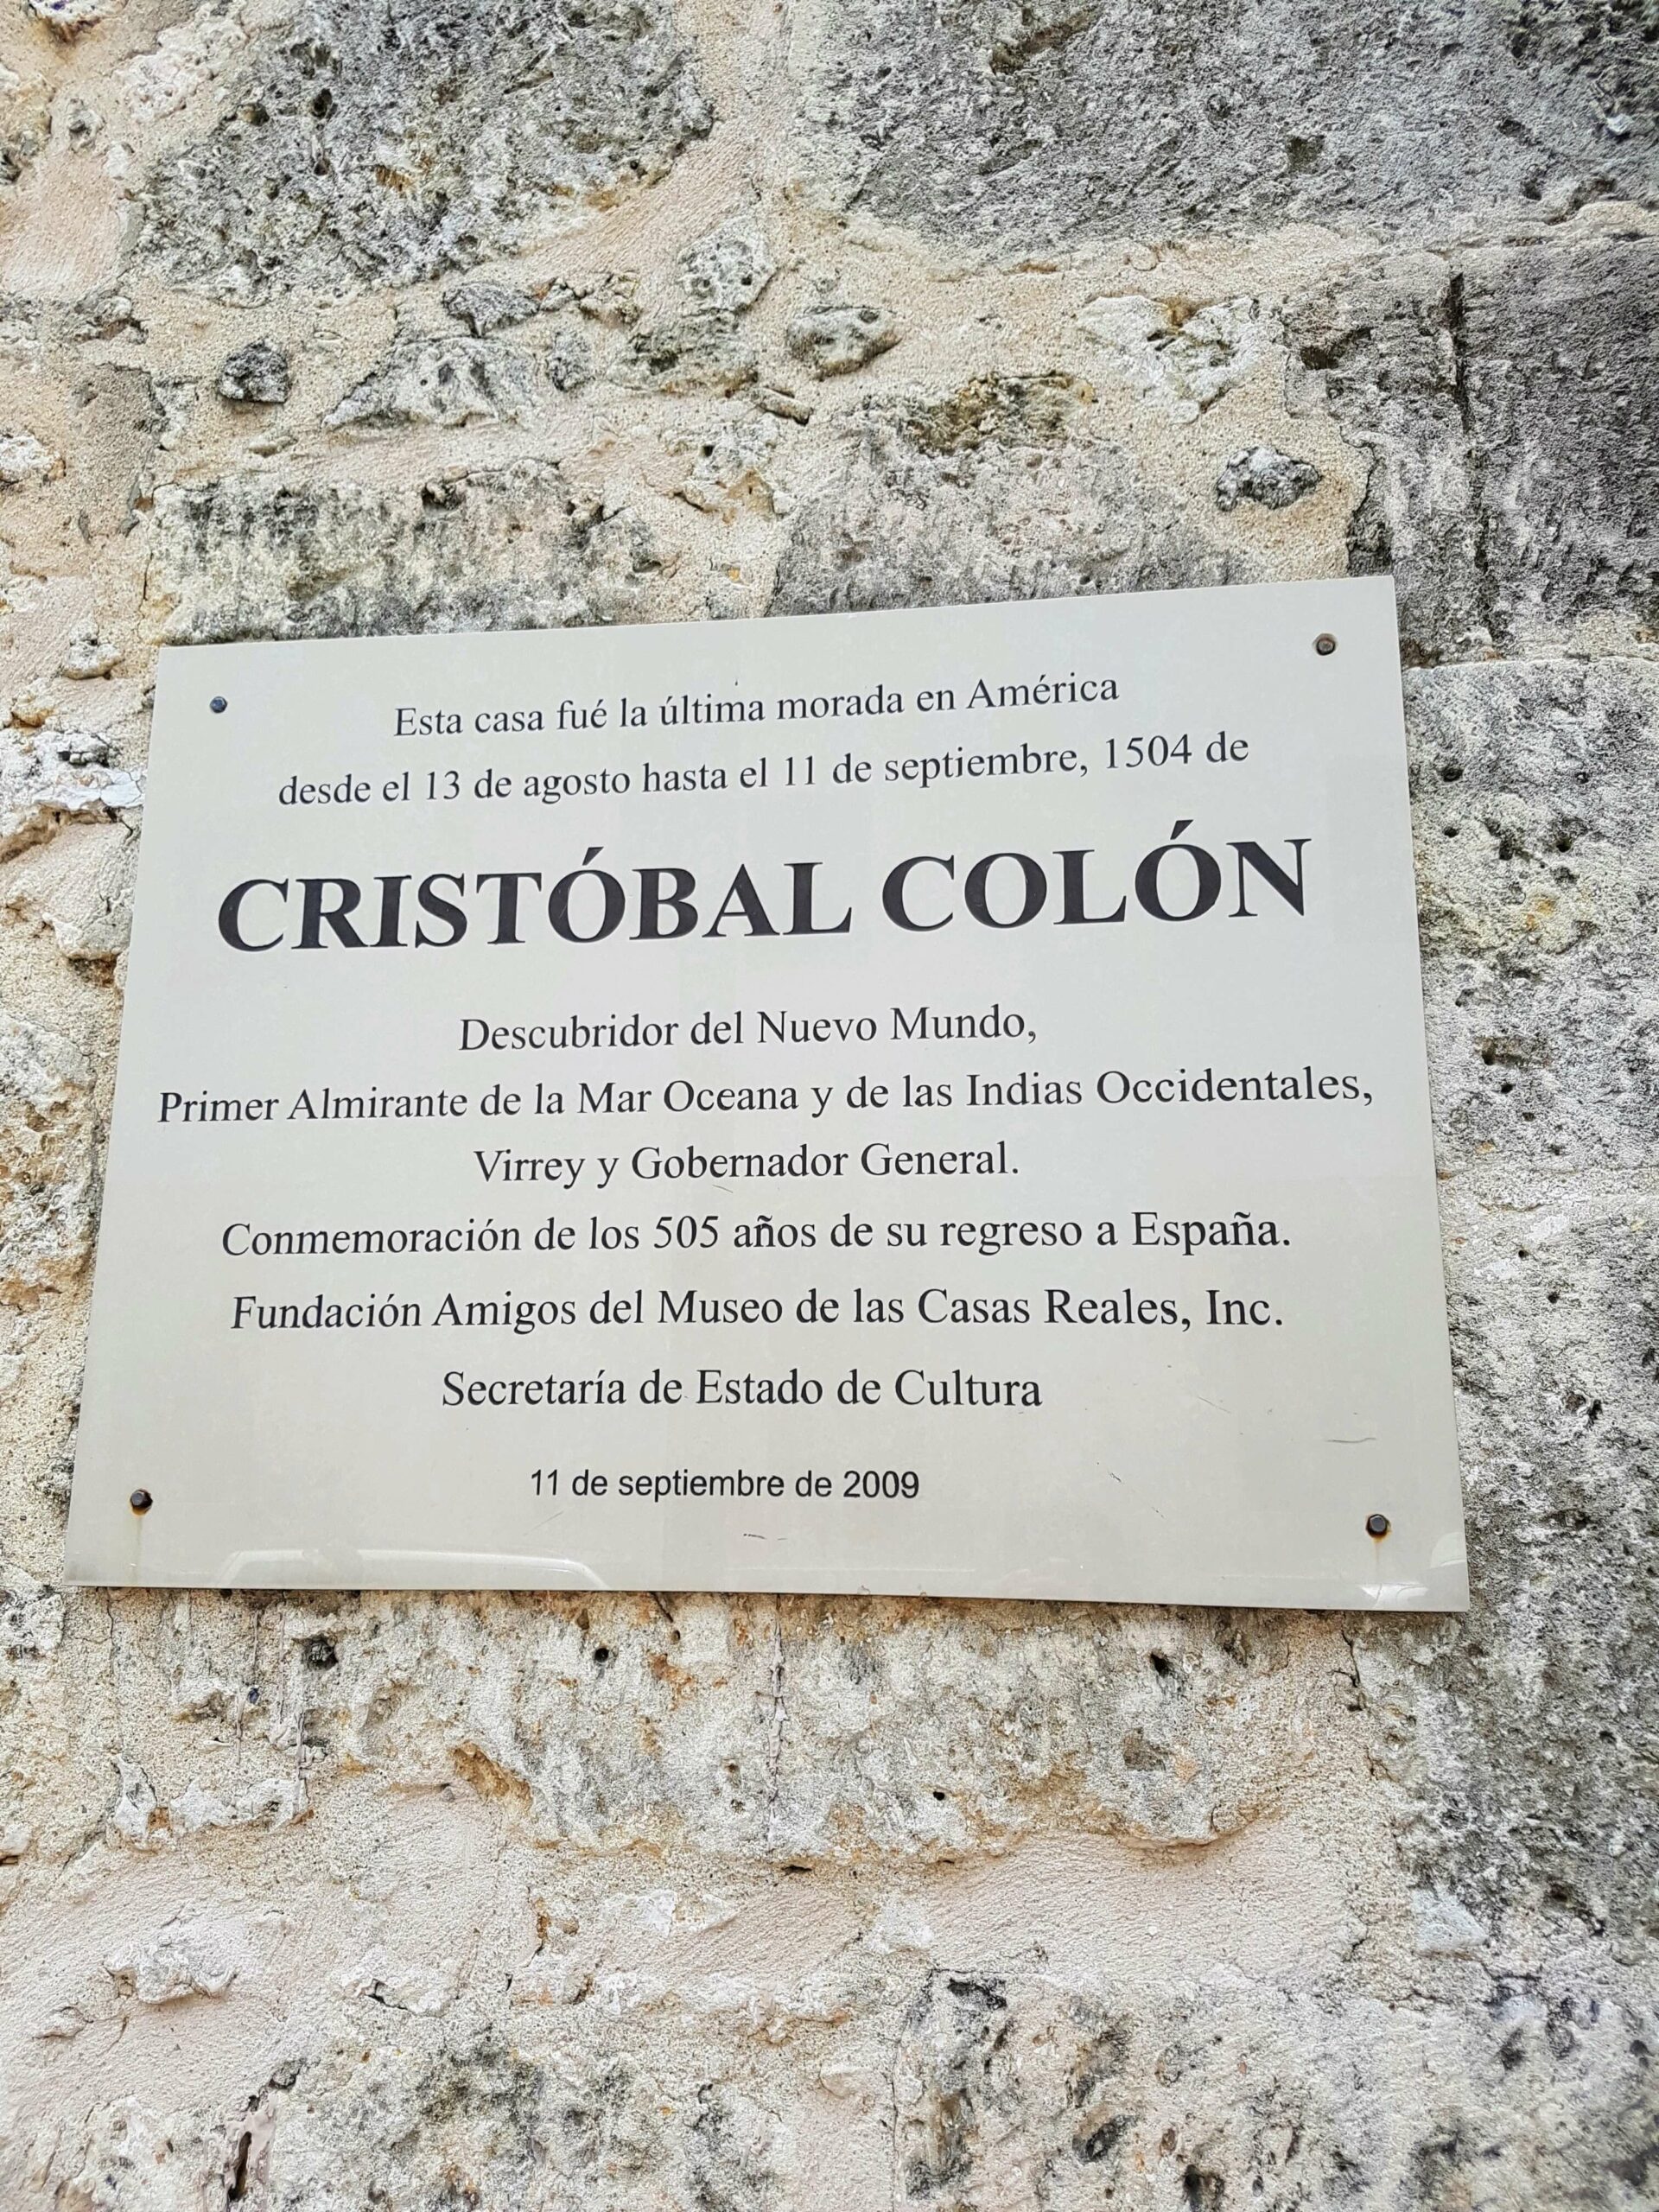 Esta casa fué la última morada en América
desde el 13 de agosto hasta el 11 de septiembre, 1504 de
CRISTÓBAL COLÓN
Descubridor del Nuevo Mundo,
Primer Almirante de la Mar Oceana y de las Indias Occidentales,
Virrey y Gobernador General.
Conmemoración de los 505 años de su regreso a España.
Fundación Amigos del Museo de las Casas Reales, Inc.
Secretaría de Estado de Cultura
11 de septiembre de 2009